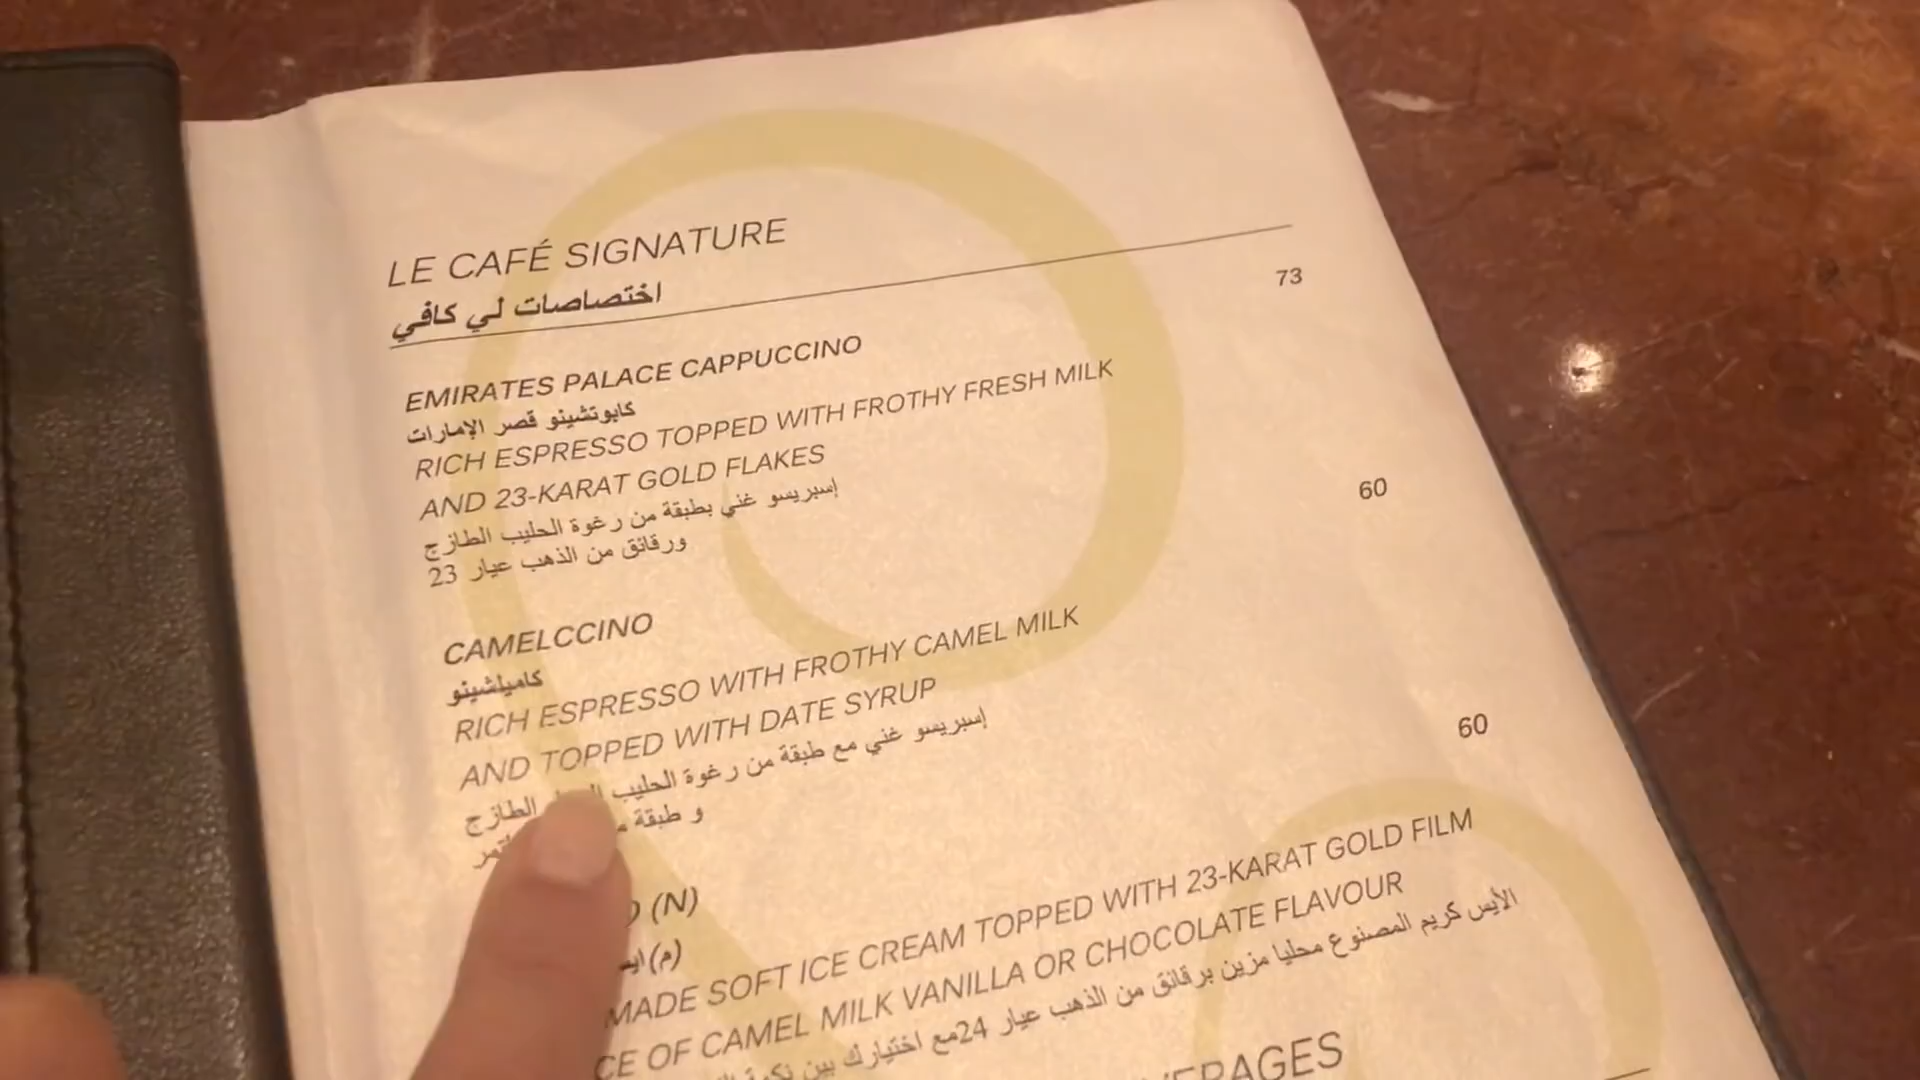 LE CAFÉ SIGNATURE
اختصاصات لي كافي
73
EMIRATES PALACE CAPPUCCINO
كابوتشينو قصر الإمارات
RICH ESPRESSO TOPPED WITH FROTHY FRESH MILK
AND 23-KARAT GOLD FLAKES
إسبريسو غني بطبقة من رغوة الحليب الطازج
ورقائق من الذهب عيار 23
60
CAMELCCINO
كاميلشينو
RICH ESPRESSO WITH FROTHY CAMEL MILK
AND TOPPED WITH DATE SYRUP
إسبريسو غني مع طبقة من رغوة الحليب الطازج
و طبقة
60
(N)
(م)
MADE SOFT ICE CREAM TOPPED WITH 23-KARAT GOLD FILM
OF CAMEL MILK VANILLA OR CHOCOLATE FLAVOUR
الأيس كريم المصنوع محليا مزين برقائق من الذهب عيار 24مع اختيارك بين نكهة